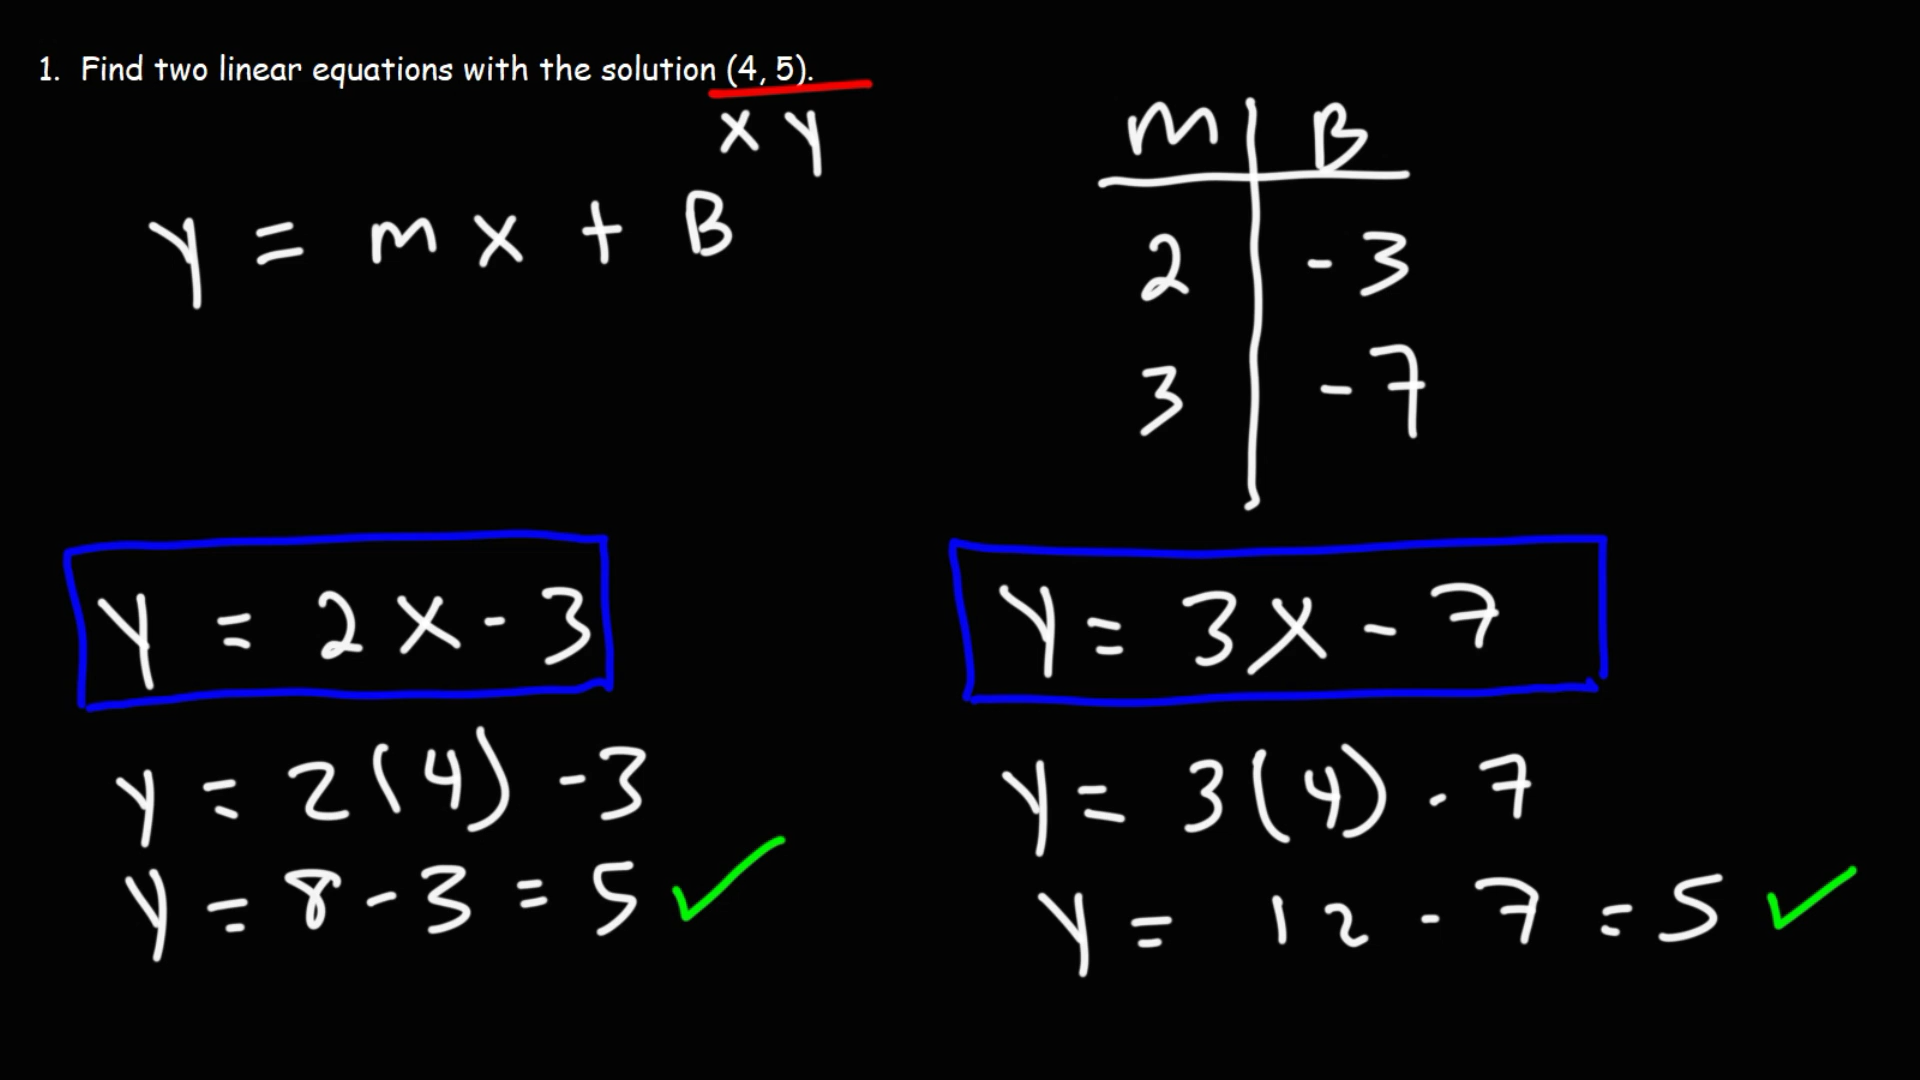 1. Find two linear equations with the solution (4, 5).
x y
y = mx + B
M B
2 -3
3 -7
y = 2x - 3
y = 2(4) - 3
y = 8 - 3 = 5 ✓
y = 3x - 7
y = 3(4) - 7
y = 12 - 7 = 5 ✓